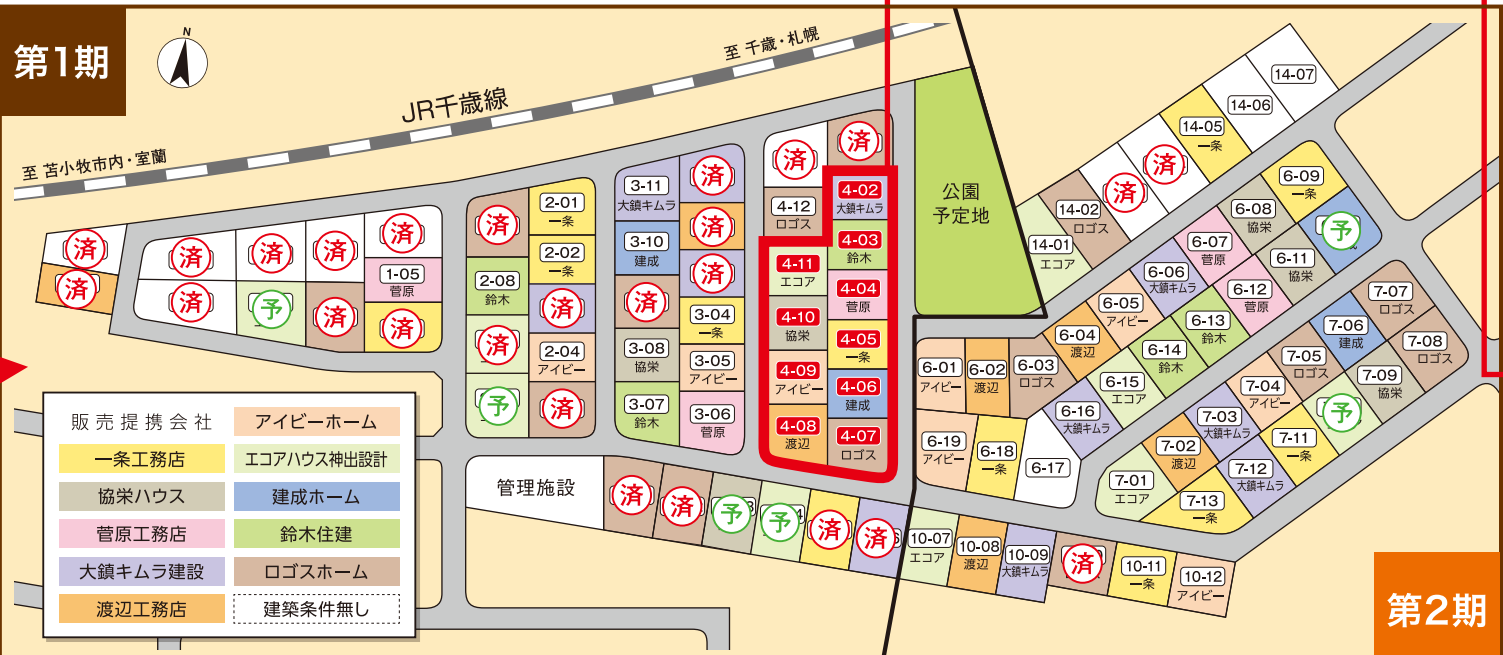 第1期
N
至 千歳・札幌
JR千歳線
至 苫小牧市内・室蘭
済
済
済
済
済
済
済
予
済
1-05
菅原
済
済
2-08
鈴木
済
予
2-01
一条
2-02
一条
済
2-04
アイビー
済
3-11
大鎮キムラ
3-10
建成
済
3-08
協栄
3-07
鈴木
済
済
済
3-04
一条
3-05
アイビー
3-06
菅原
済
4-12
ロゴス
4-11
エコア
4-10
協栄
4-09
アイビー
4-08
渡辺
済
4-02
大鎮キムラ
4-03
鈴木
4-04
菅原
4-05
一条
4-06
建成
4-07
ロゴス
公園
予定地
管理施設
済
済
予
予
済
済
14-01
エコア
14-02
ロゴス
済
済
14-05
一条
14-06
14-07
6-01
アイビー
6-02
渡辺
6-03
ロゴス
6-04
渡辺
6-05
アイビー
6-06
大鎮キムラ
6-07
菅原
6-08
協栄
6-09
一条
予
6-11
協栄
6-12
菅原
6-13
鈴木
6-14
鈴木
6-15
エコア
6-16
大鎮キムラ
6-17
6-18
一条
6-19
アイビー
7-01
エコア
7-02
渡辺
7-03
大鎮キムラ
7-04
アイビー
7-05
ロゴス
7-06
建成
7-07
ロゴス
7-08
ロゴス
7-09
協栄
予
7-11
一条
7-12
大鎮キムラ
7-13
一条
10-07
エコア
10-08
渡辺
10-09
大鎮キムラ
済
10-11
一条
10-12
アイビー
販売提携会社
アイビーホーム
一条工務店
エコアハウス神出設計
協栄ハウス
建成ホーム
菅原工務店
鈴木住建
大鎮キムラ建設
ロゴスホーム
渡辺工務店
建築条件無し
第2期